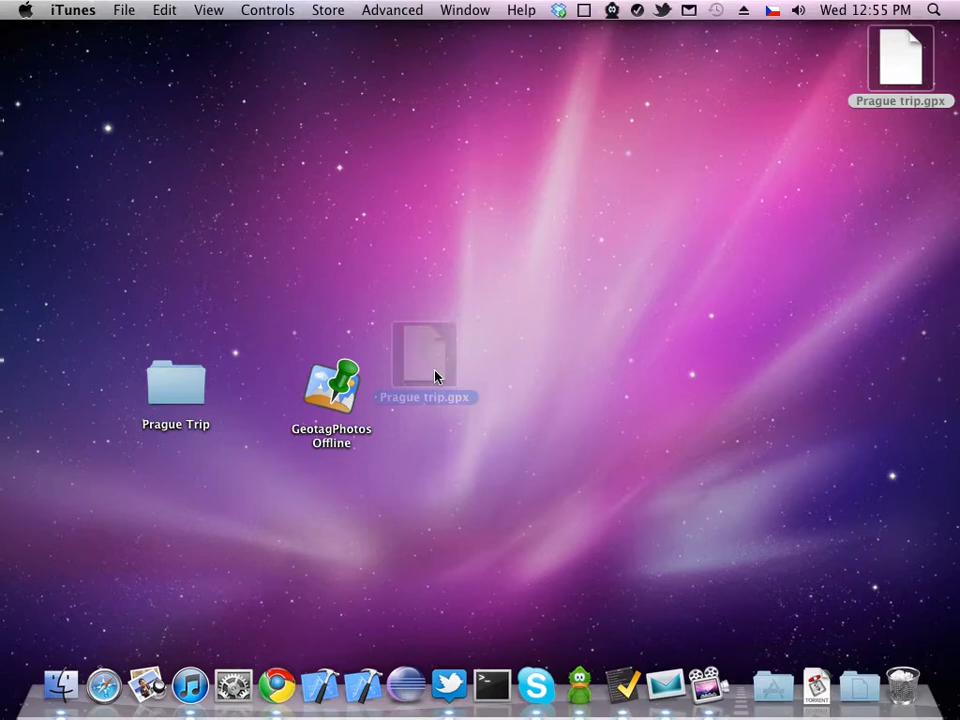 iTunes File Edit View Controls Store Advanced Window Help Wed 12:55 PM
Prague trip.gpx
Prague trip.gpx
Prague Trip
GeotagPhotos
Offline
>_
TORRENT